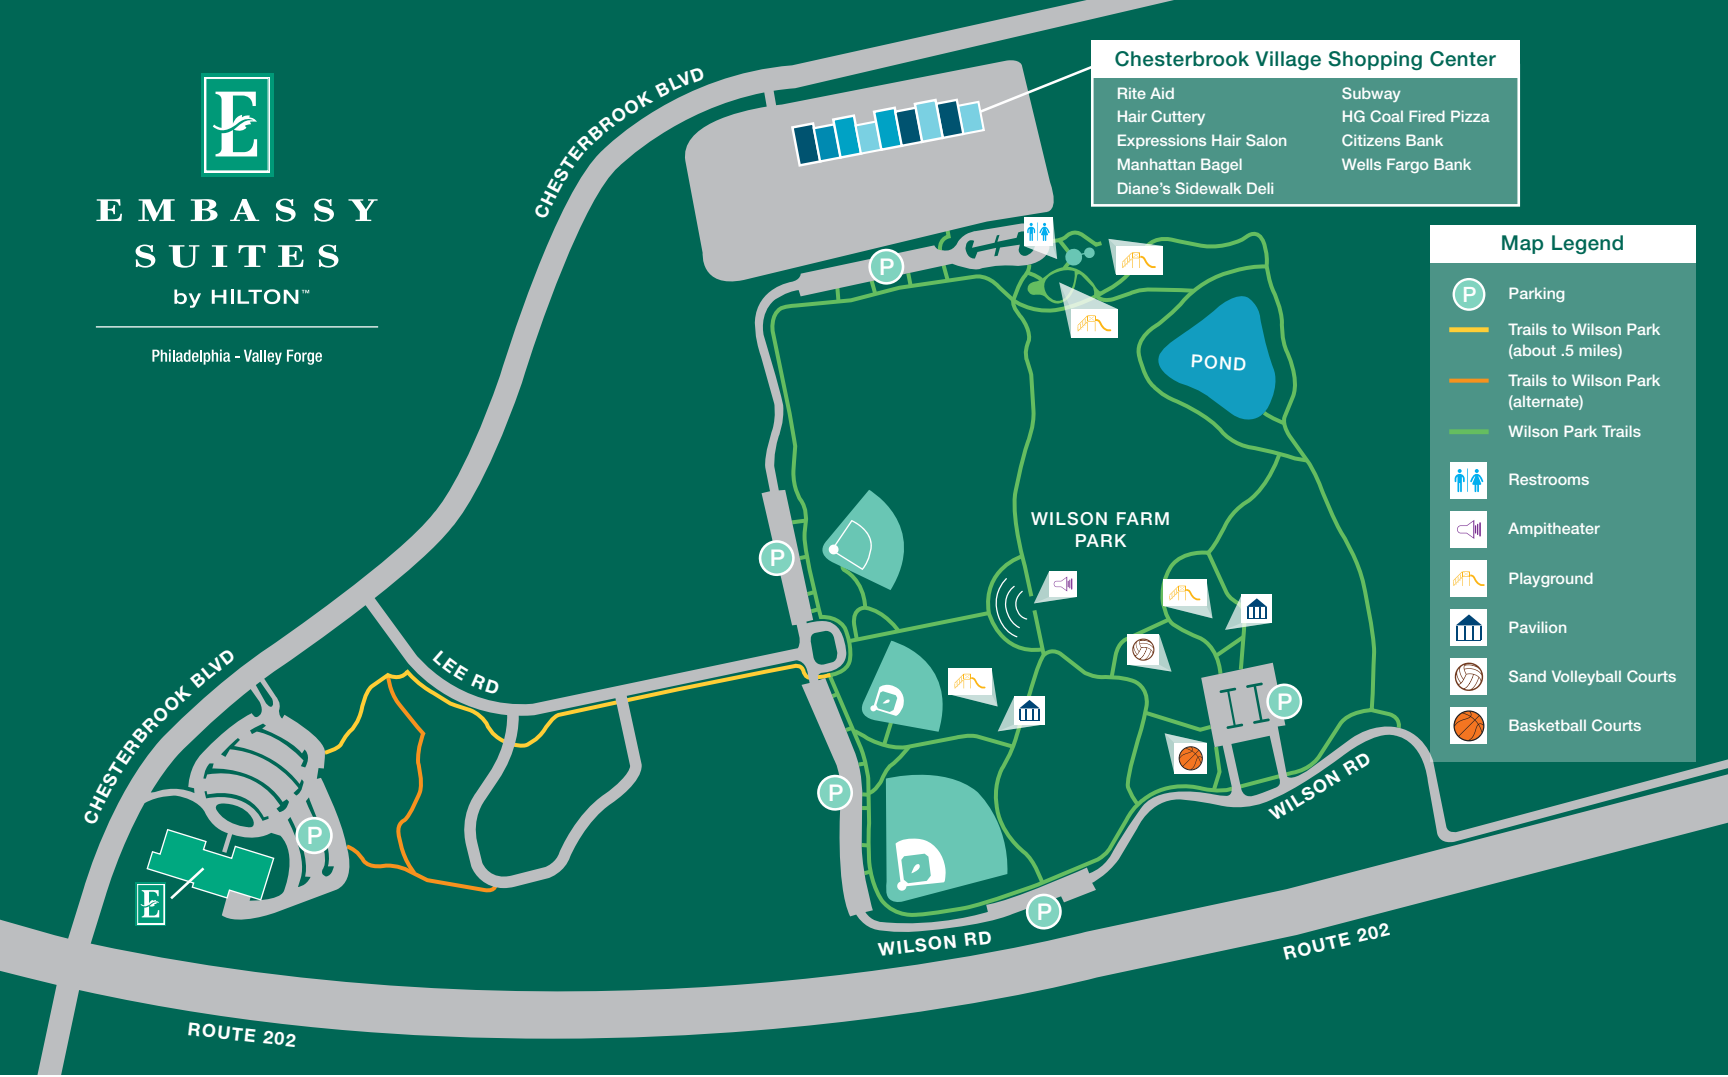 E
EMBASSY
SUITES
by HILTON™
Philadelphia - Valley Forge
CHESTERBROOK BLVD
Chesterbrook Village Shopping Center
Rite Aid
Hair Cuttery
Expressions Hair Salon
Manhattan Bagel
Diane's Sidewalk Deli
Subway
HG Coal Fired Pizza
Citizens Bank
Wells Fargo Bank
Map Legend
P
Parking
Trails to Wilson Park
(about .5 miles)
Trails to Wilson Park
(alternate)
Wilson Park Trails
Restrooms
Ampitheater
Playground
Pavilion
Sand Volleyball Courts
Basketball Courts
P
POND
WILSON FARM
PARK
P
CHESTERBROOK BLVD
LEE RD
P
P
P
E
WILSON RD
P
WILSON RD
ROUTE 202
ROUTE 202